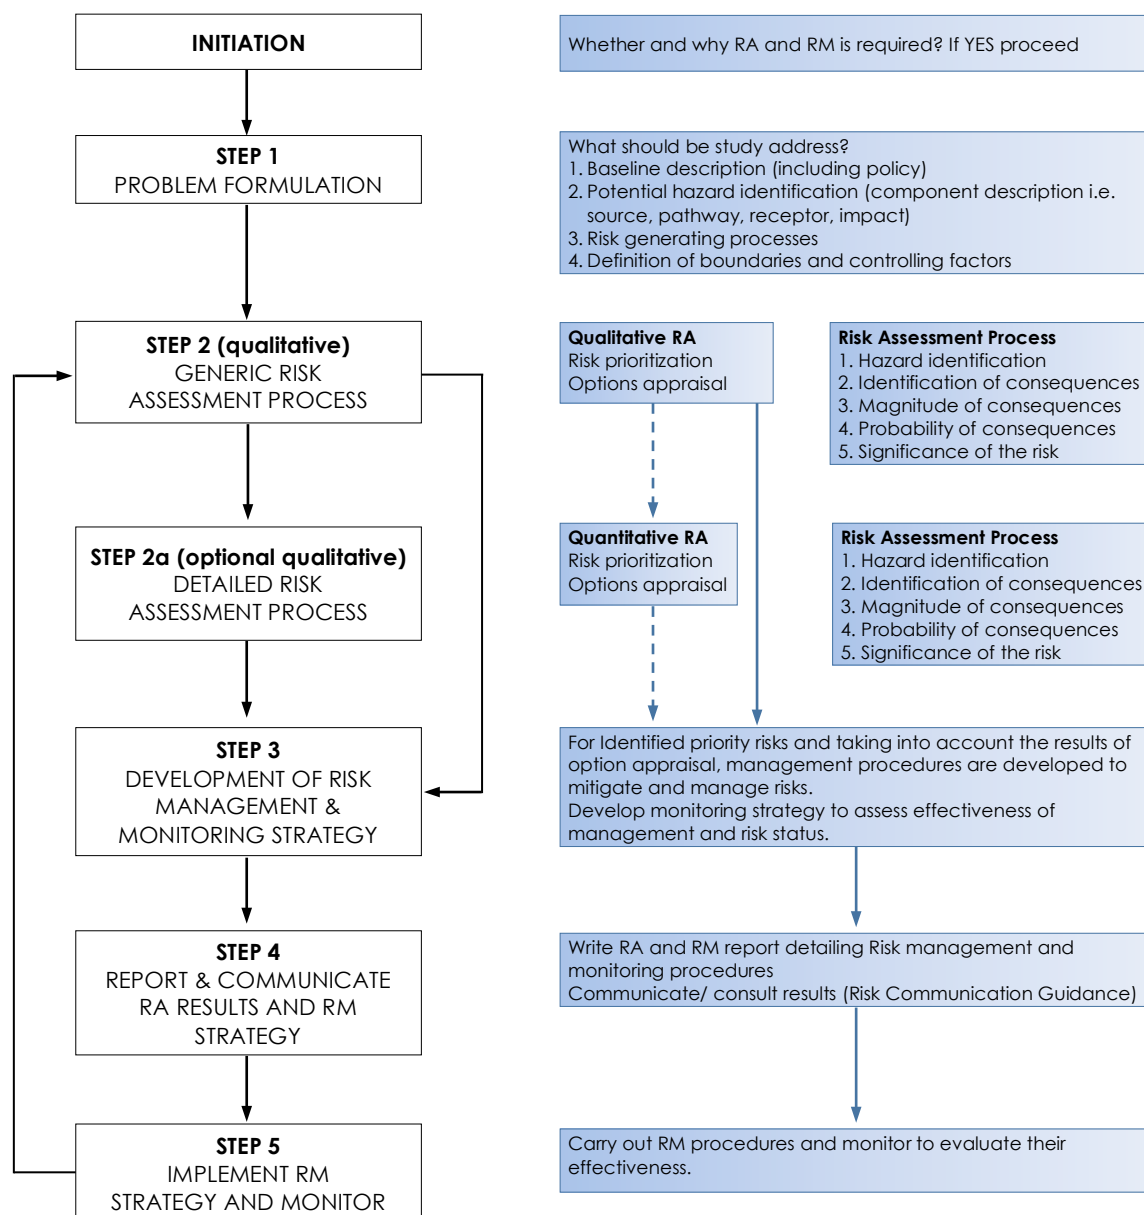 INITIATION
Whether and why RA and RM is required? If YES proceed
STEP 1
PROBLEM FORMULATION
What should be study address?
1. Baseline description (including policy)
2. Potential hazard identification (component description i.e.
source, pathway, receptor, impact)
3. Risk generating processes
4. Definition of boundaries and controlling factors
STEP 2 (qualitative)
GENERIC RISK
ASSESSMENT PROCESS
Qualitative RA
Risk prioritization
Options appraisal
Risk Assessment Process
1. Hazard identification
2. Identification of consequences
3. Magnitude of consequences
4. Probability of consequences
5. Significance of the risk
STEP 2a (optional qualitative)
DETAILED RISK
ASSESSMENT PROCESS
Quantitative RA
Risk prioritization
Options appraisal
Risk Assessment Process
1. Hazard identification
2. Identification of consequences
3. Magnitude of consequences
4. Probability of consequences
5. Significance of the risk
STEP 3
DEVELOPMENT OF RISK
MANAGEMENT &
MONITORING STRATEGY
For Identified priority risks and taking into account the results of
option appraisal, management procedures are developed to
mitigate and manage risks.
Develop monitoring strategy to assess effectiveness of
management and risk status.
STEP 4
REPORT & COMMUNICATE
RA RESULTS AND RM
STRATEGY
Write RA and RM report detailing Risk management and
monitoring procedures
Communicate/ consult results (Risk Communication Guidance)
STEP 5
IMPLEMENT RM
STRATEGY AND MONITOR
Carry out RM procedures and monitor to evaluate their
effectiveness.